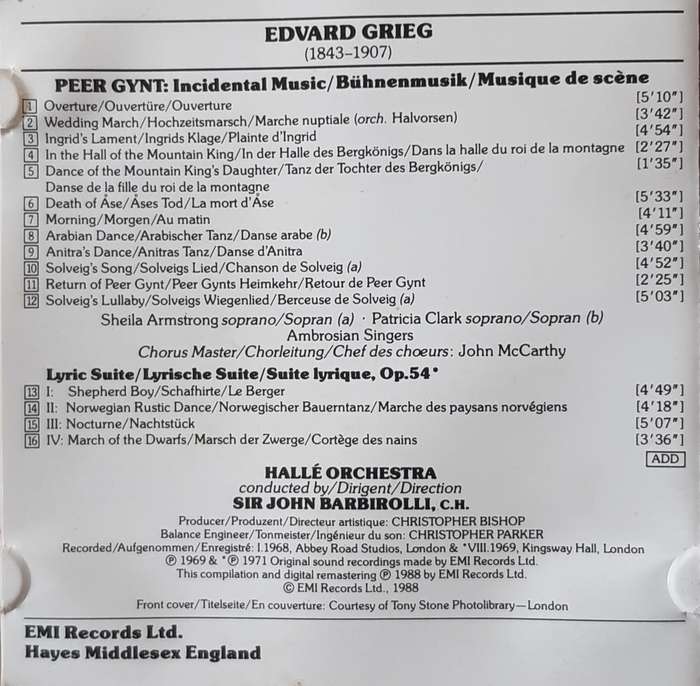 EDVARD GRIEG
(1843–1907)
PEER GYNT: Incidental Music/Bühnenmusik/Musique de scène
1 Overture/Ouvertüre/Ouverture [5'10"]
2 Wedding March/Hochzeitsmarsch/Marche nuptiale (orch. Halvorsen) [3'42"]
3 Ingrid's Lament/Ingrids Klage/Plainte d'Ingrid [4'54"]
4 In the Hall of the Mountain King/In der Halle des Bergkönigs/Dans la halle du roi de la montagne [2'27"]
5 Dance of the Mountain King's Daughter/Tanz der Tochter des Bergkönigs/ [1'35"]
Danse de la fille du roi de la montagne
6 Death of Åse/Åses Tod/La mort d'Åse [5'33"]
7 Morning/Morgen/Au matin [4'11"]
8 Arabian Dance/Arabischer Tanz/Danse arabe (b) [4'59"]
9 Anitra's Dance/Anitras Tanz/Danse d'Anitra [3'40"]
10 Solveig's Song/Solveigs Lied/Chanson de Solveig (a) [4'52"]
11 Return of Peer Gynt/Peer Gynts Heimkehr/Retour de Peer Gynt [2'25"]
12 Solveig's Lullaby/Solveigs Wiegenlied/Berceuse de Solveig (a) [5'03"]
Sheila Armstrong soprano/Sopran (a) · Patricia Clark soprano/Sopran (b)
Ambrosian Singers
Chorus Master/Chorleitung/Chef des chœurs: John McCarthy
Lyric Suite/Lyrische Suite/Suite lyrique, Op.54*
13 I: Shepherd Boy/Schafhirte/Le Berger [4'49"]
14 II: Norwegian Rustic Dance/Norwegischer Bauerntanz/Marche des paysans norvégiens [4'18"]
15 III: Nocturne/Nachtstück [5'07"]
16 IV: March of the Dwarfs/Marsch der Zwerge/Cortège des nains [3'36"]
ADD
HALLÉ ORCHESTRA
conducted by/Dirigent/Direction
SIR JOHN BARBIROLLI, C.H.
Producer/Produzent/Directeur artistique: CHRISTOPHER BISHOP
Balance Engineer/Tonmeister/Ingénieur du son: CHRISTOPHER PARKER
Recorded/Aufgenommen/Enregistré: I.1968, Abbey Road Studios, London & *VIII.1969, Kingsway Hall, London
℗ 1969 & *℗ 1971 Original sound recordings made by EMI Records Ltd.
This compilation and digital remastering ℗ 1988 by EMI Records Ltd.
© EMI Records Ltd., 1988
Front cover/Titelseite/En couverture: Courtesy of Tony Stone Photolibrary—London
EMI Records Ltd.
Hayes Middlesex England